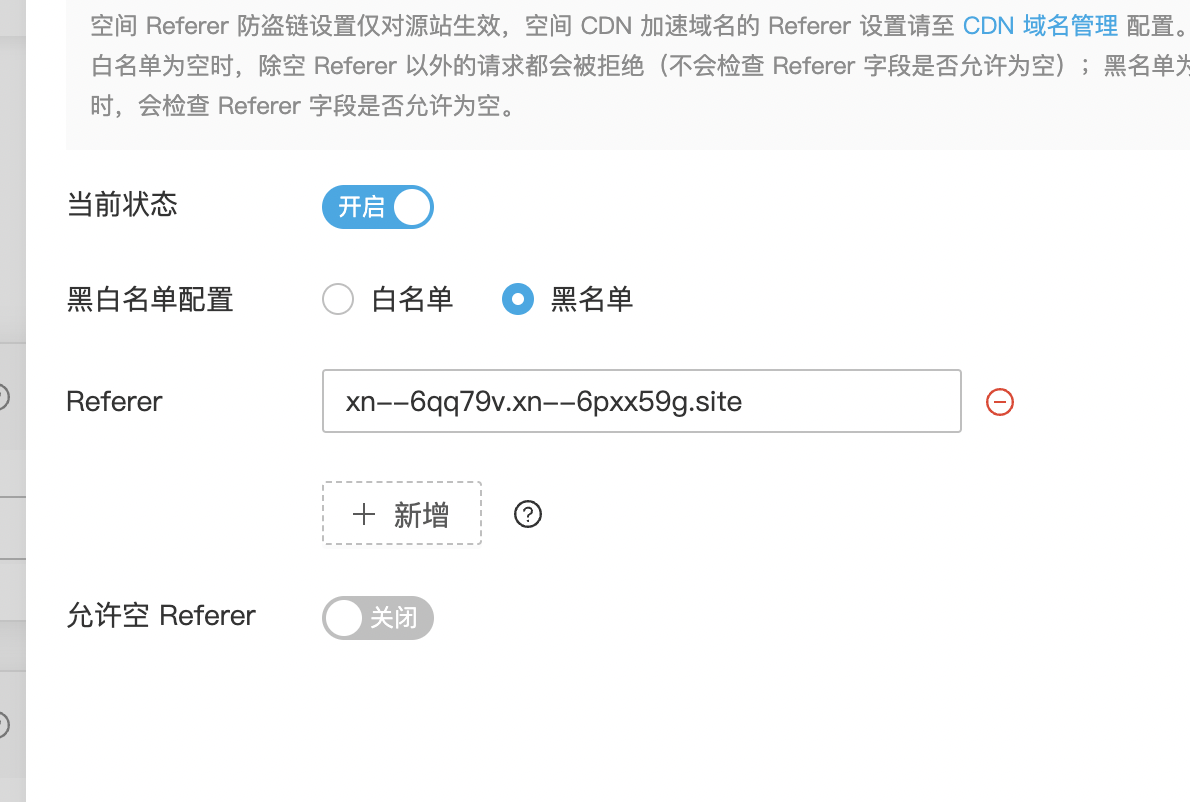 空间 Referer 防盗链设置仅对源站生效，空间 CDN 加速域名的 Referer 设置请至 CDN 域名管理 配置。
白名单为空时，除空 Referer 以外的请求都会被拒绝（不会检查 Referer 字段是否允许为空）；黑名单为
时，会检查 Referer 字段是否允许为空。
当前状态 开启
黑白名单配置 白名单 黑名单
Referer xn--6qq79v.xn--6pxx59g.site
新增
允许空 Referer 关闭